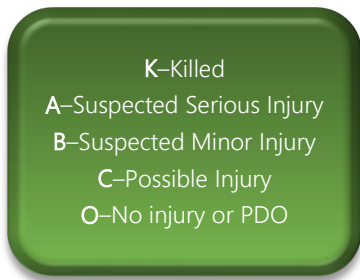 K–Killed
A–Suspected Serious Injury
B–Suspected Minor Injury
C–Possible Injury
O–No injury or PDO